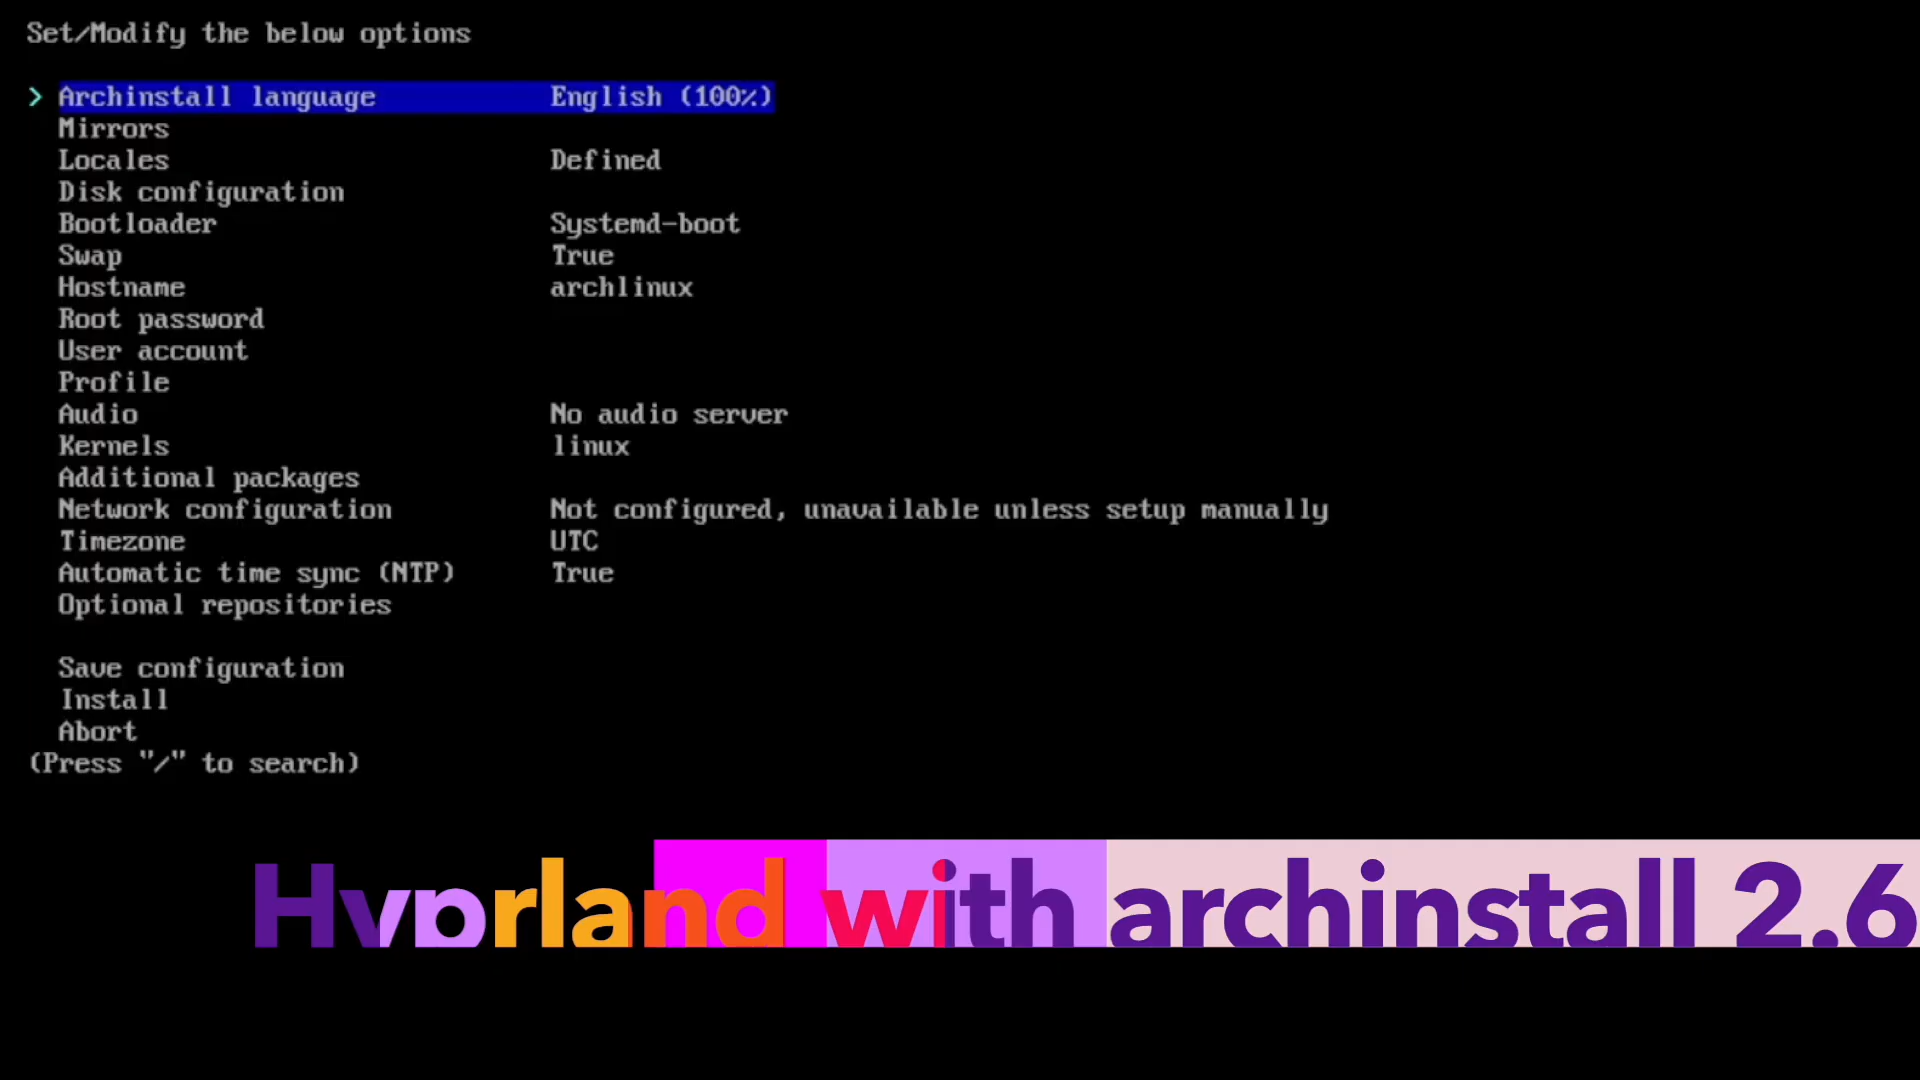 Set/Modify the below options
> Archinstall language English (100%)
Mirrors
Locales Defined
Disk configuration
Bootloader Systemd-boot
Swap True
Hostname archlinux
Root password
User account
Profile
Audio No audio server
Kernels linux
Additional packages
Network configuration Not configured, unavailable unless setup manually
Timezone UTC
Automatic time sync (NTP) True
Optional repositories
Save configuration
Install
Abort
(Press "/" to search)
Hyprland with archinstall 2.6